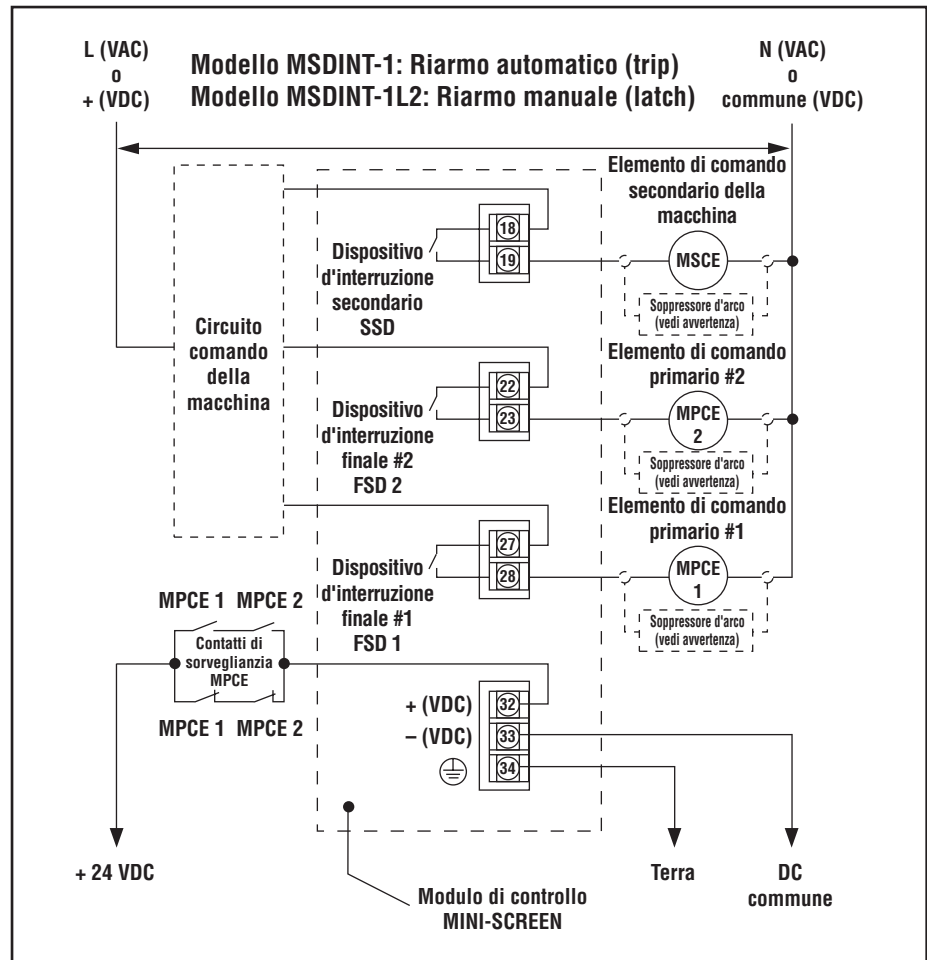 L (VAC)
o
+ (VDC)
Modello MSDINT-1: Riarmo automatico (trip)
Modello MSDINT-1L2: Riarmo manuale (latch)
N (VAC)
o
commune (VDC)
Elemento di comando
secondario della
macchina
18
19
Dispositivo
d'interruzione
secondario
SSD
MSCE
Soppressore d'arco
(vedi avvertenza)
Circuito
comando
della
macchina
Elemento di comando
primario #2
22
23
Dispositivo
d'interruzione
finale #2
FSD 2
MPCE
2
Soppressore d'arco
(vedi avvertenza)
Elemento di comando
primario #1
27
28
Dispositivo
d'interruzione
finale #1
FSD 1
MPCE
1
Soppressore d'arco
(vedi avvertenza)
MPCE 1 MPCE 2
Contatti di
sorveglianzia
MPCE
MPCE 1 MPCE 2
+ (VDC)
– (VDC)
32
33
34
+ 24 VDC
Terra
DC
commune
Modulo di controllo
MINI-SCREEN